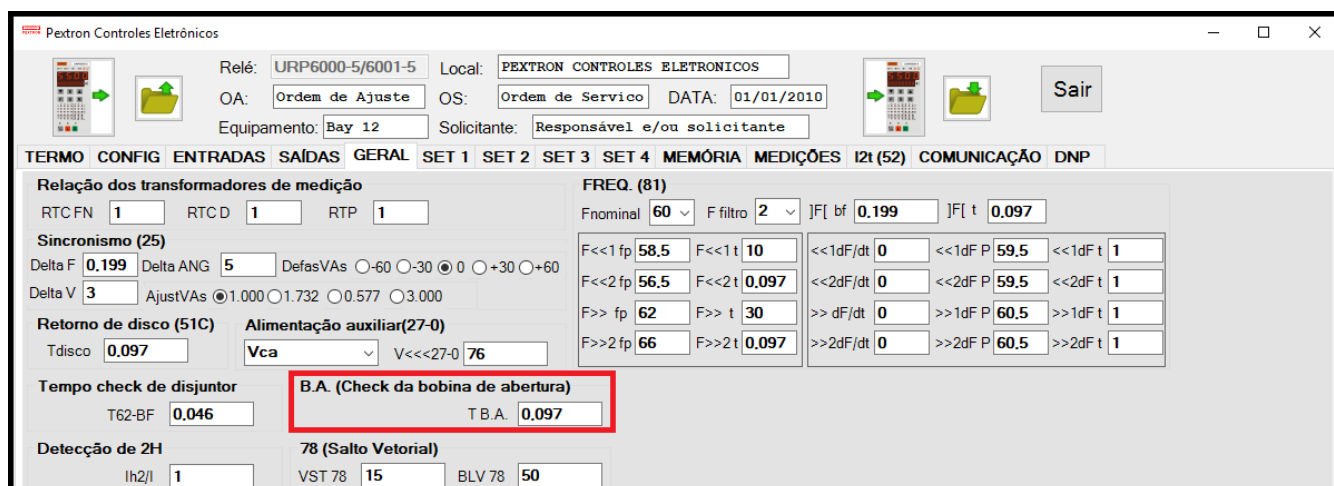 Pextron Controles Eletrônicos
Relé: URP6000-5/6001-5 Local: PEXTRON CONTROLES ELETRONICOS
OA: Ordem de Ajuste OS: Ordem de Servico DATA: 01/01/2010
Equipamento: Bay 12 Solicitante: Responsável e/ou solicitante
Sair
TERMO CONFIG ENTRADAS SAÍDAS GERAL SET 1 SET 2 SET 3 SET 4 MEMÓRIA MEDIÇÕES I2t (52) COMUNICAÇÃO DNP
Relação dos transformadores de medição
RTC FN 1 RTC D 1 RTP 1
Sincronismo (25)
Delta F 0.199 Delta ANG 5 DefasVAs -60 -30 0 +30 +60
Delta V 3 AjustVAs 1.000 1.732 0.577 3.000
Retorno de disco (51C)
Tdisco 0.097
Alimentação auxiliar(27-0)
Vca V<<<27-0 76
Tempo check de disjuntor
T62-BF 0.046
B.A. (Check da bobina de abertura)
T B.A. 0.097
Detecção de 2H
Ih2/I 1
78 (Salto Vetorial)
VST 78 15 BLV 78 50
FREQ. (81)
Fnominal 60 F filtro 2 ]F[ bf 0.199 ]F[ t 0.097
F<<1 fp 58.5 F<<1 t 10 <<1dF/dt 0 <<1dF P 59.5 <<1dF t 1
F<<2 fp 56.5 F<<2 t 0.097 <<2dF/dt 0 <<2dF P 59.5 <<2dF t 1
F>> fp 62 F>> t 30 >> dF/dt 0 >>1dF P 60.5 >>1dF t 1
F>>2 fp 66 F>>2 t 0.097 >>2dF/dt 0 >>2dF P 60.5 >>2dF t 1